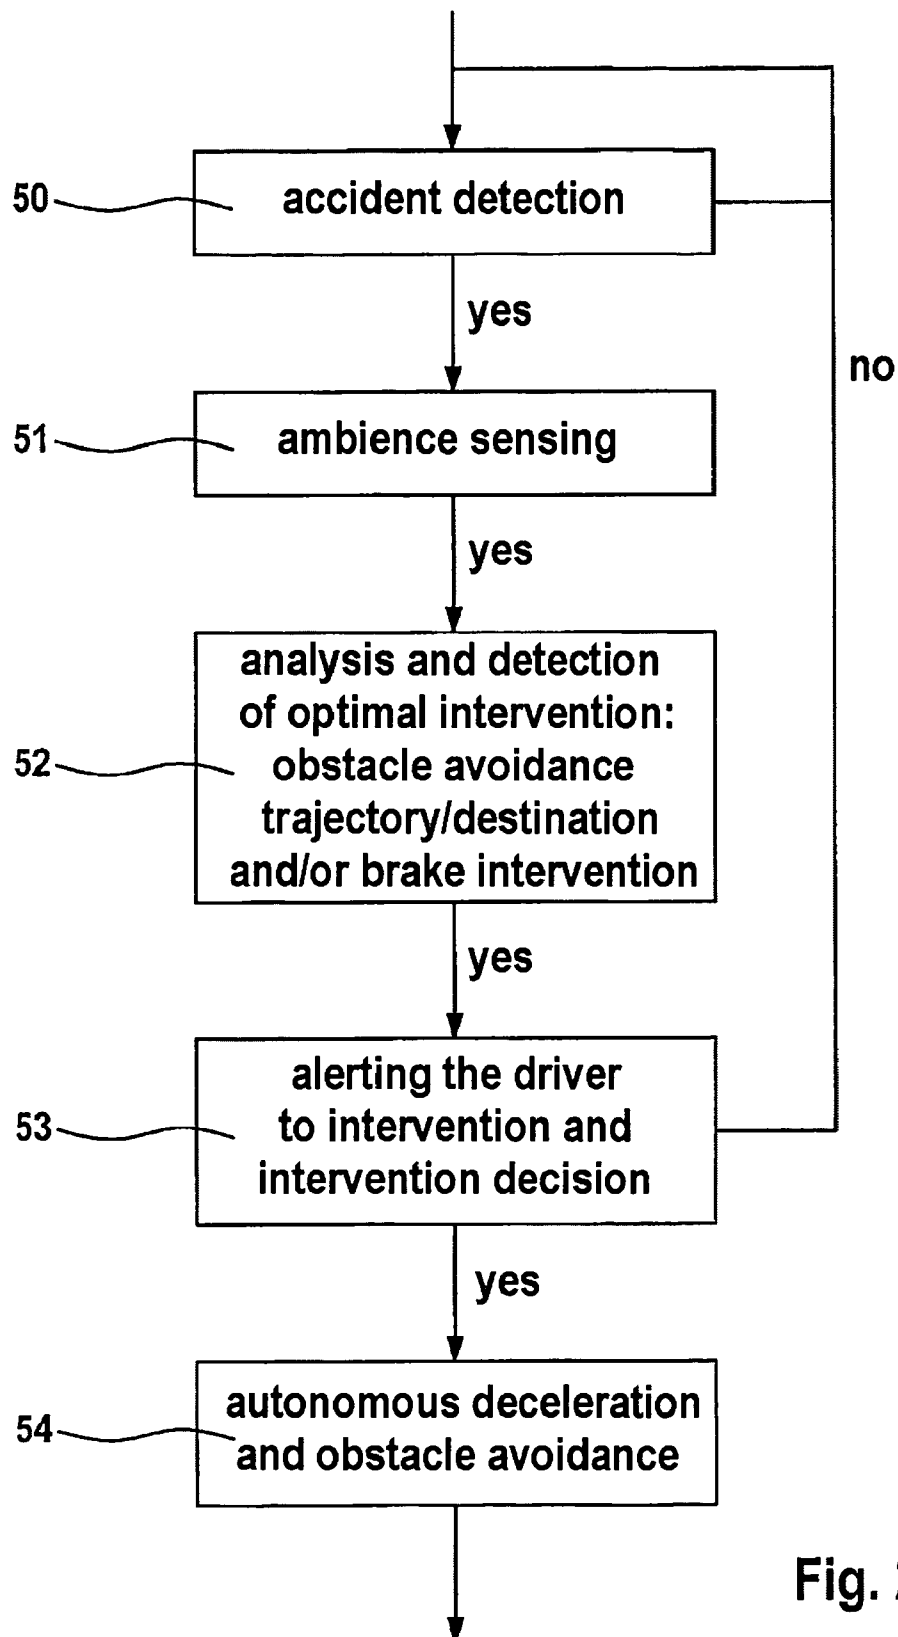 50
accident detection
yes
no
51
ambience sensing
yes
analysis and detection
of optimal intervention:
52
obstacle avoidance
trajectory/destination
and/or brake intervention
yes
alerting the driver
53
to intervention and
intervention decision
yes
autonomous deceleration
54
and obstacle avoidance
Fig.